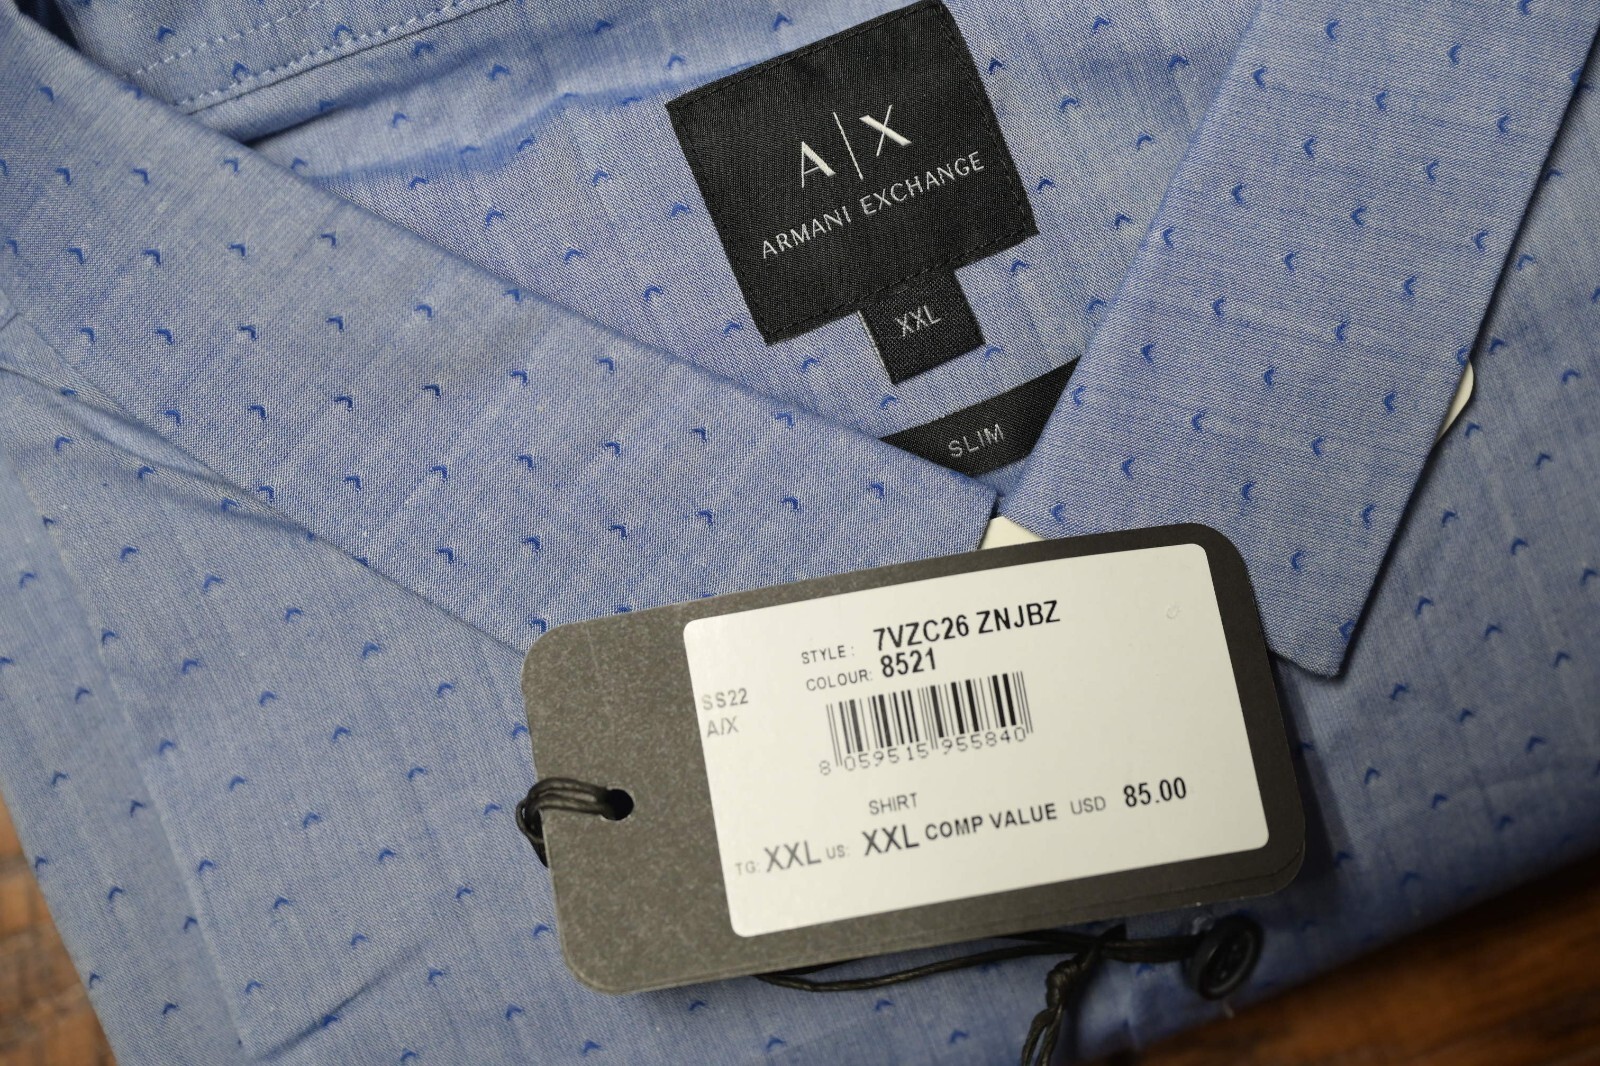 A|X
ARMANI EXCHANGE
XXL
SLIM
STYLE: 7VZC26 ZNJBZ
COLOUR: 8521
SS22
A/X
8 059515 955840
SHIRT
TG: XXL US: XXL COMP VALUE USD 85.00